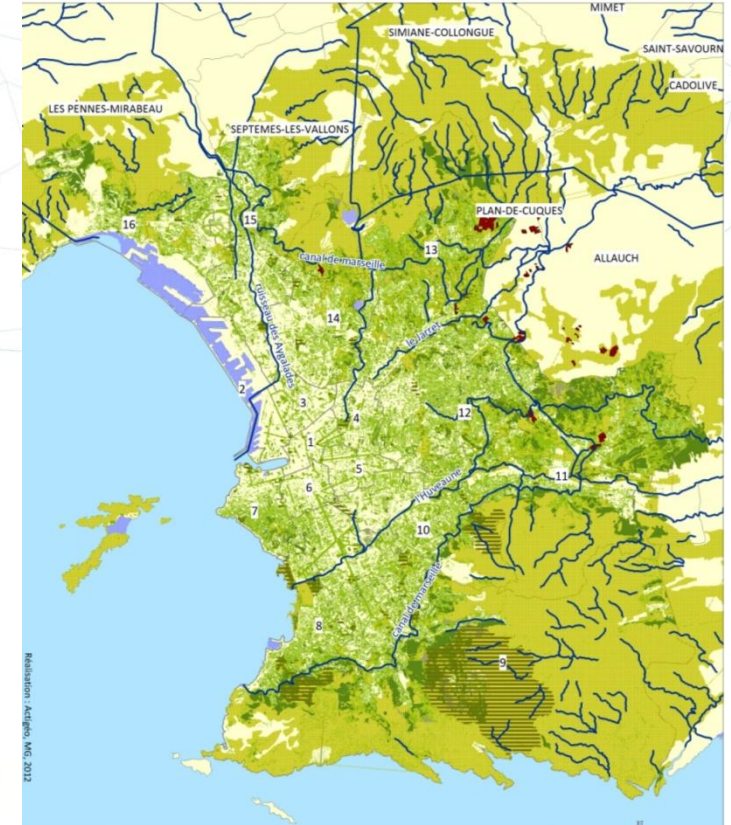 MIMET
SIMIANE-COLLONGUE
SAINT-SAVOURN
CADOLIVE
LES PENNES-MIRABEAU
SEPTEMES-LES-VALLONS
PLAN-DE-CUQUES
16
15
13
canal de marseille
ALLAUCH
ruisseau des Aygalades
14
le Jarret
2
3
4
12
1
5
11
6
l'Huveaune
7
10
canal de marseille
8
9
Réalisation : Actigéo, MG, 2012